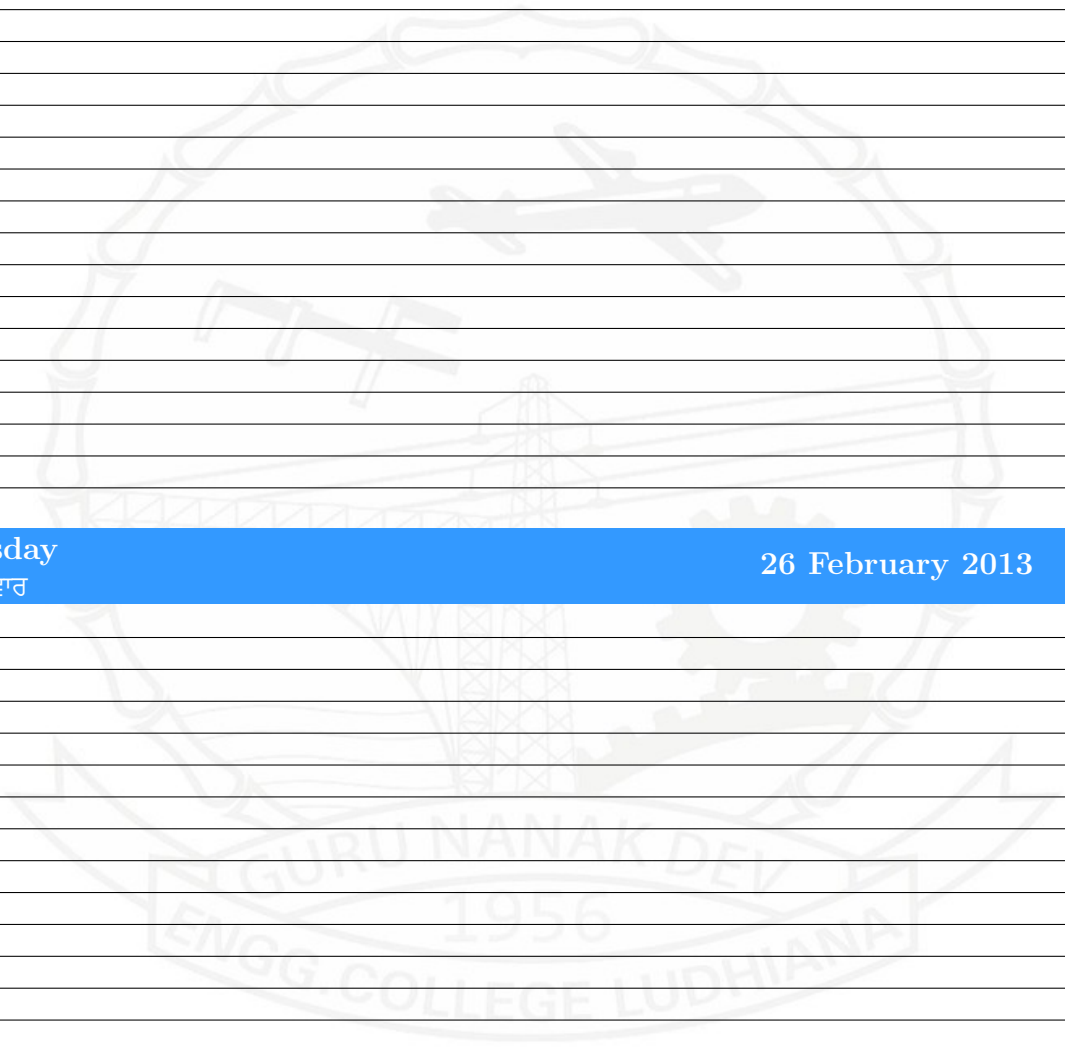 sday
ਵਾਰ
26 February 2013
GURU NANAK DEV
1956
ENGG. COLLEGE LUDHIANA